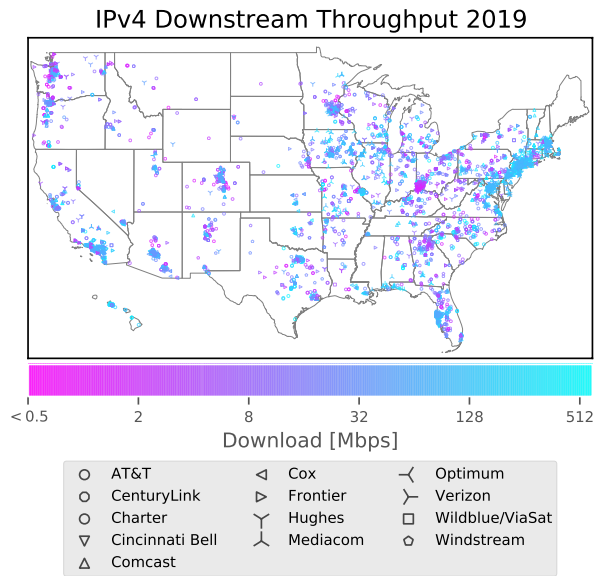 IPv4 Downstream Throughput 2019
< 0.5 2 8 32 128 512
Download [Mbps]
AT&T Cox Optimum
CenturyLink Frontier Verizon
Charter Hughes Wildblue/ViaSat
Cincinnati Bell Mediacom Windstream
Comcast